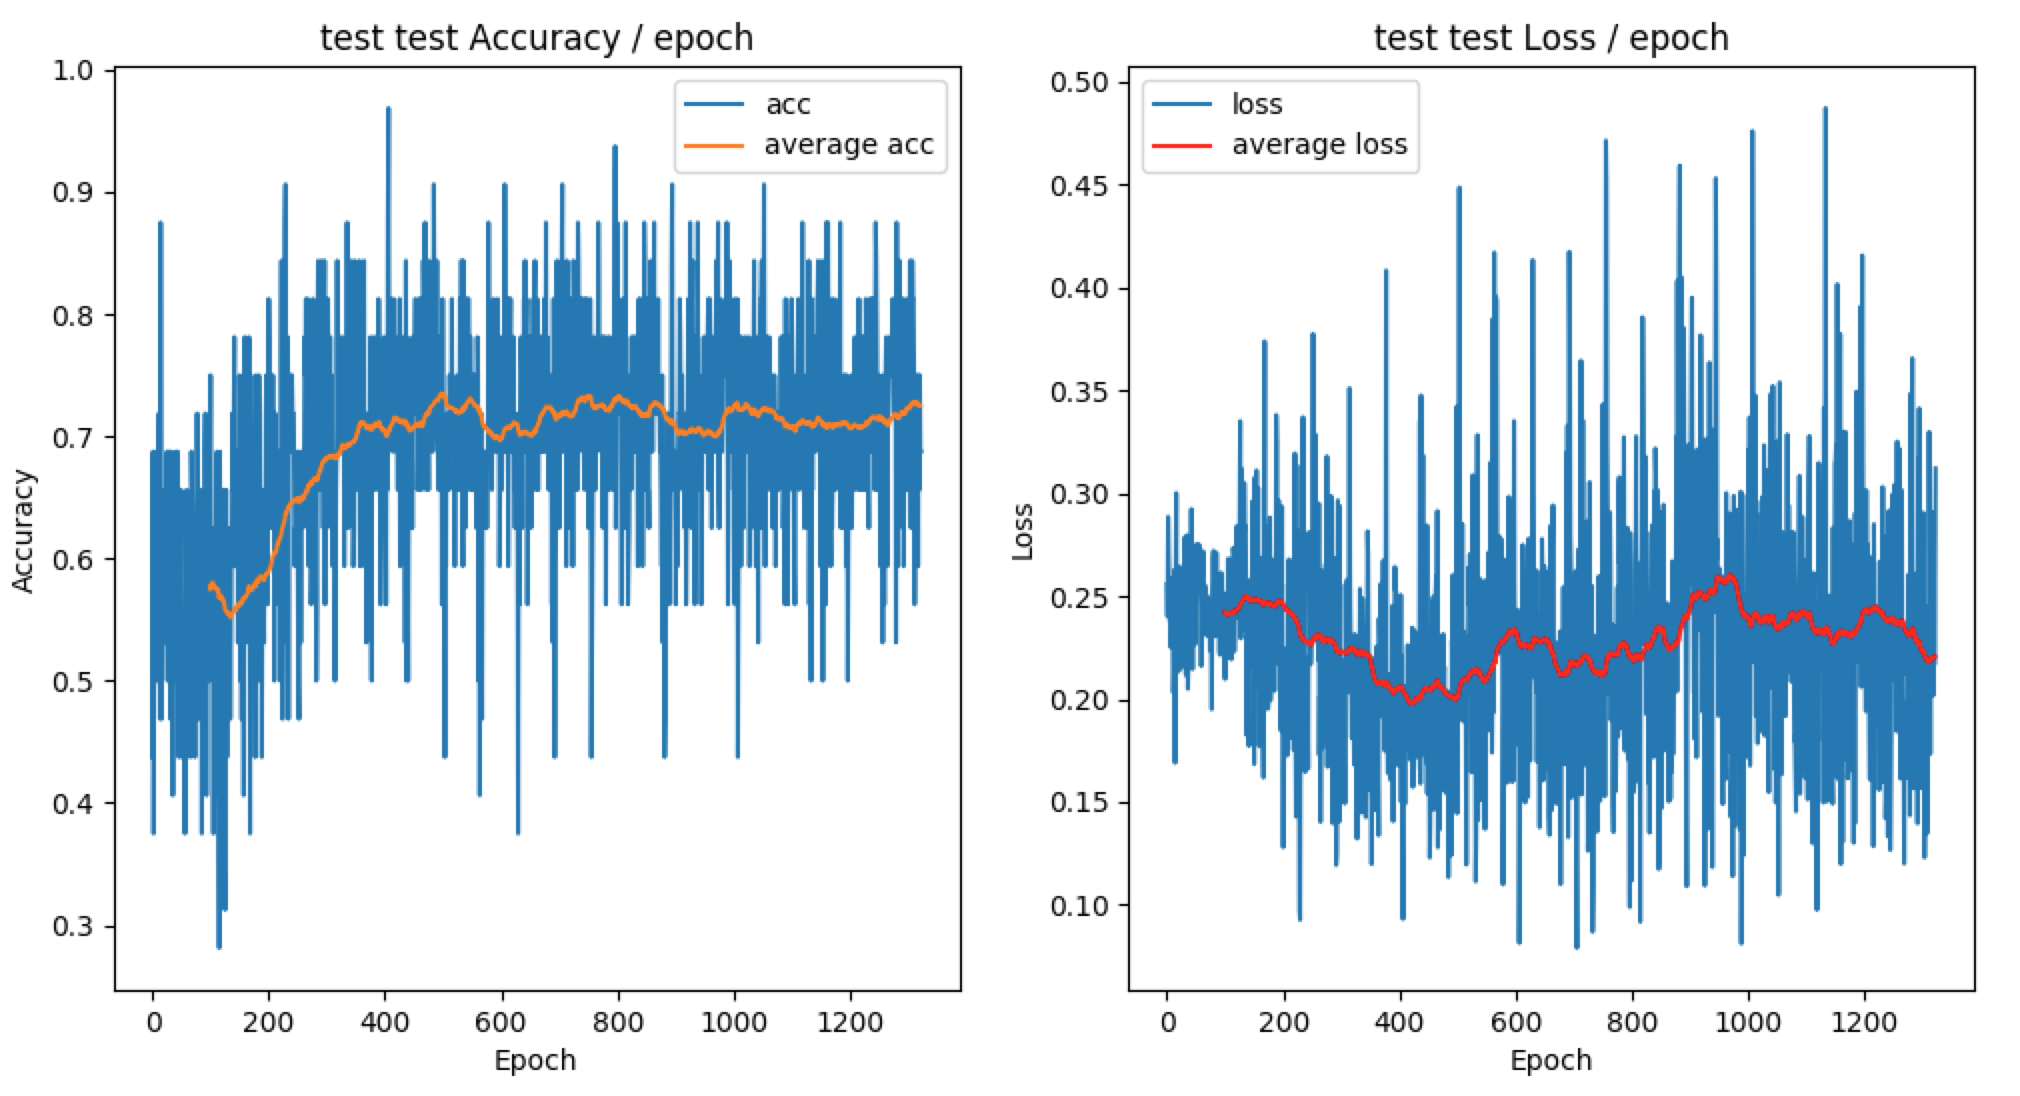 test test Accuracy / epoch
1.0
0.9
0.8
0.7
0.6
0.5
0.4
0.3
Accuracy
acc
average acc
0 200 400 600 800 1000 1200
Epoch
test test Loss / epoch
0.50
0.45
0.40
0.35
0.30
0.25
0.20
0.15
0.10
Loss
loss
average loss
0 200 400 600 800 1000 1200
Epoch